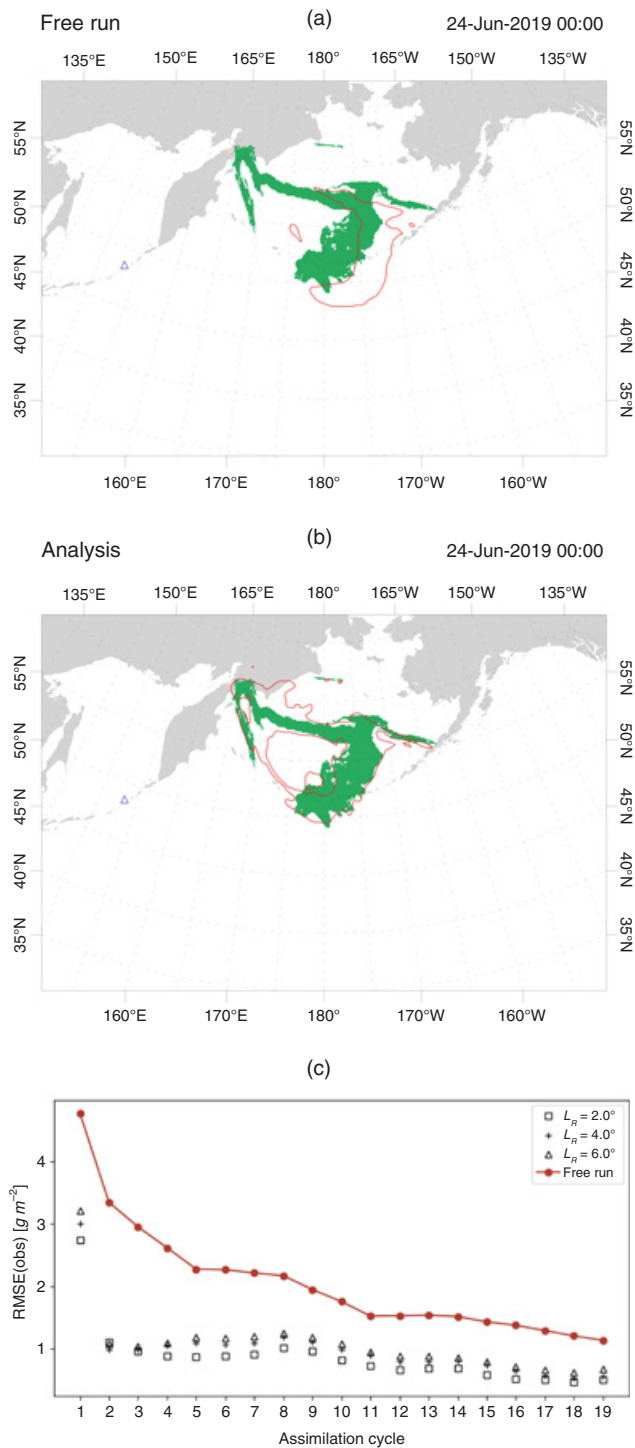 (a)
Free run 24-Jun-2019 00:00
135°E 150°E 165°E 180° 165°W 150°W 135°W
55°N 55°N
50°N 50°N
45°N 45°N
40°N 40°N
35°N 35°N
160°E 170°E 180° 170°W 160°W
(b)
Analysis 24-Jun-2019 00:00
135°E 150°E 165°E 180° 165°W 150°W 135°W
55°N 55°N
50°N 50°N
45°N 45°N
40°N 40°N
35°N 35°N
160°E 170°E 180° 170°W 160°W
(c)
RMSE(obs) [g m⁻²]
4
3
2
1
L_R = 2.0°
L_R = 4.0°
L_R = 6.0°
Free run
1 2 3 4 5 6 7 8 9 10 11 12 13 14 15 16 17 18 19
Assimilation cycle